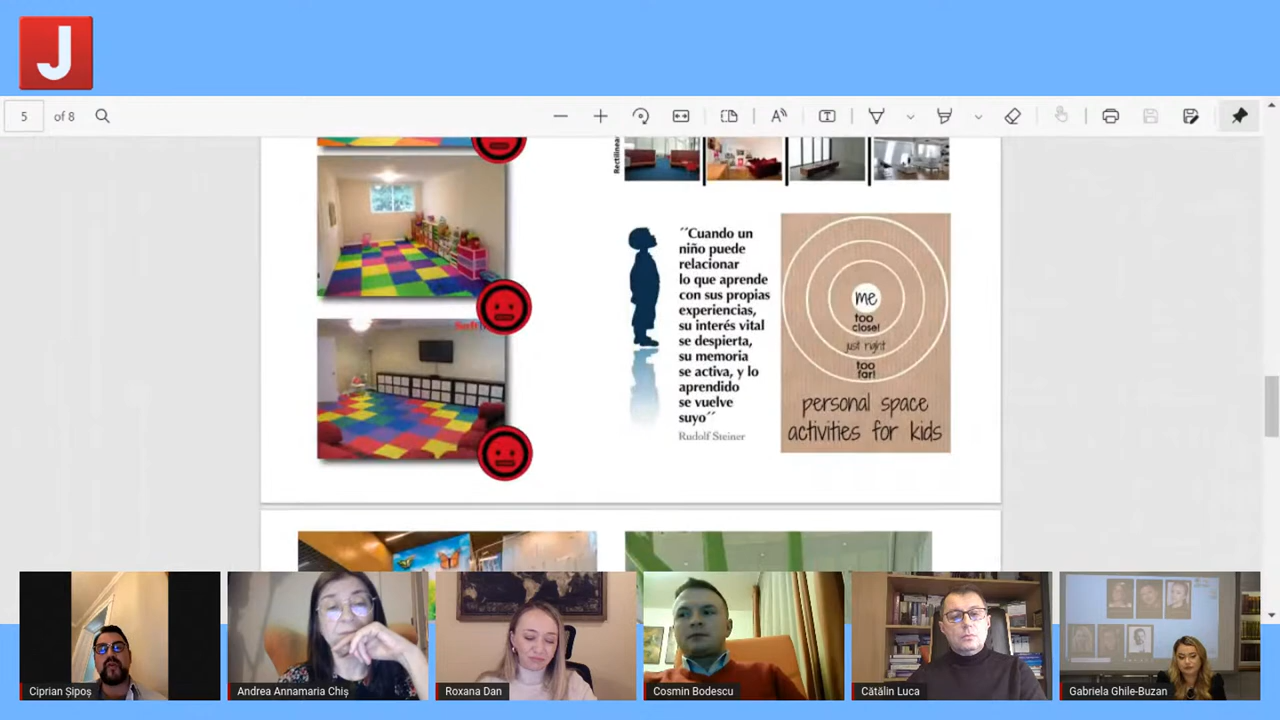 J
5 of 8
Rectilinear
´´Cuando un
niño puede
relacionar
lo que aprende
con sus propias
experiencias,
su interés vital
se despierta,
su memoria
se activa, y lo
aprendido
se vuelve
suyo´´
Rudolf Steiner
me
too
close!
just right
too
far!
personal space
activities for kids
Ciprian Șipoș
Andrea Annamaria Chiș
Roxana Dan
Cosmin Bodescu
Cătălin Luca
Gabriela Ghile-Buzan